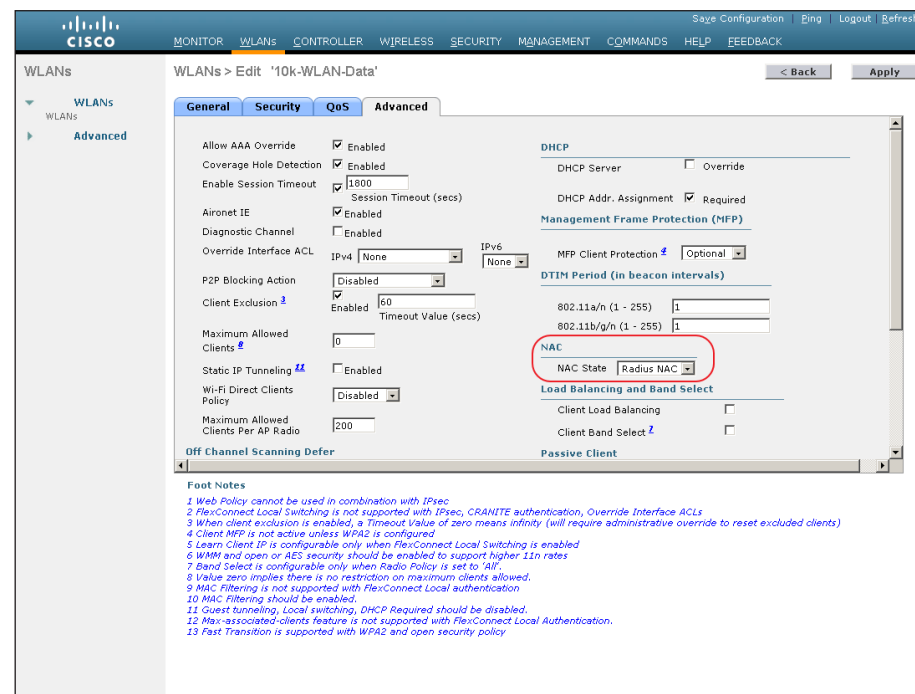 Save Configuration | Ping | Logout | Refresh
CISCO
MONITOR WLANs CONTROLLER WIRELESS SECURITY MANAGEMENT COMMANDS HELP FEEDBACK
WLANs
WLANs
WLANs
Advanced
WLANs > Edit '10k-WLAN-Data'
< Back
Apply
General Security QoS Advanced
Allow AAA Override Enabled
Coverage Hole Detection Enabled
Enable Session Timeout 1800
Session Timeout (secs)
Aironet IE Enabled
Diagnostic Channel Enabled
Override Interface ACL IPv4 None IPv6 None
P2P Blocking Action Disabled
Client Exclusion 3 Enabled 60
Timeout Value (secs)
Maximum Allowed
Clients 8 0
Static IP Tunneling 11 Enabled
Wi-Fi Direct Clients
Policy Disabled
Maximum Allowed
Clients Per AP Radio 200
Off Channel Scanning Defer
DHCP
DHCP Server Override
DHCP Addr. Assignment Required
Management Frame Protection (MFP)
MFP Client Protection 4 Optional
DTIM Period (in beacon intervals)
802.11a/n (1 - 255) 1
802.11b/g/n (1 - 255) 1
NAC
NAC State Radius NAC
Load Balancing and Band Select
Client Load Balancing
Client Band Select 7
Passive Client
Foot Notes
1 Web Policy cannot be used in combination with IPsec
2 FlexConnect Local Switching is not supported with IPsec, CRANITE authentication, Override Interface ACLs
3 When client exclusion is enabled, a Timeout Value of zero means infinity (will require administrative override to reset excluded clients)
4 Client MFP is not active unless WPA2 is configured
5 Learn Client IP is configurable only when FlexConnect Local Switching is enabled
6 WMM and open or AES security should be enabled to support higher 11n rates
7 Band Select is configurable only when Radio Policy is set to 'All'.
8 Value zero implies there is no restriction on maximum clients allowed.
9 MAC Filtering is not supported with FlexConnect Local authentication
10 MAC Filtering should be enabled.
11 Guest tunneling, Local switching, DHCP Required should be disabled.
12 Max-associated-clients feature is not supported with FlexConnect Local Authentication.
13 Fast Transition is supported with WPA2 and open security policy